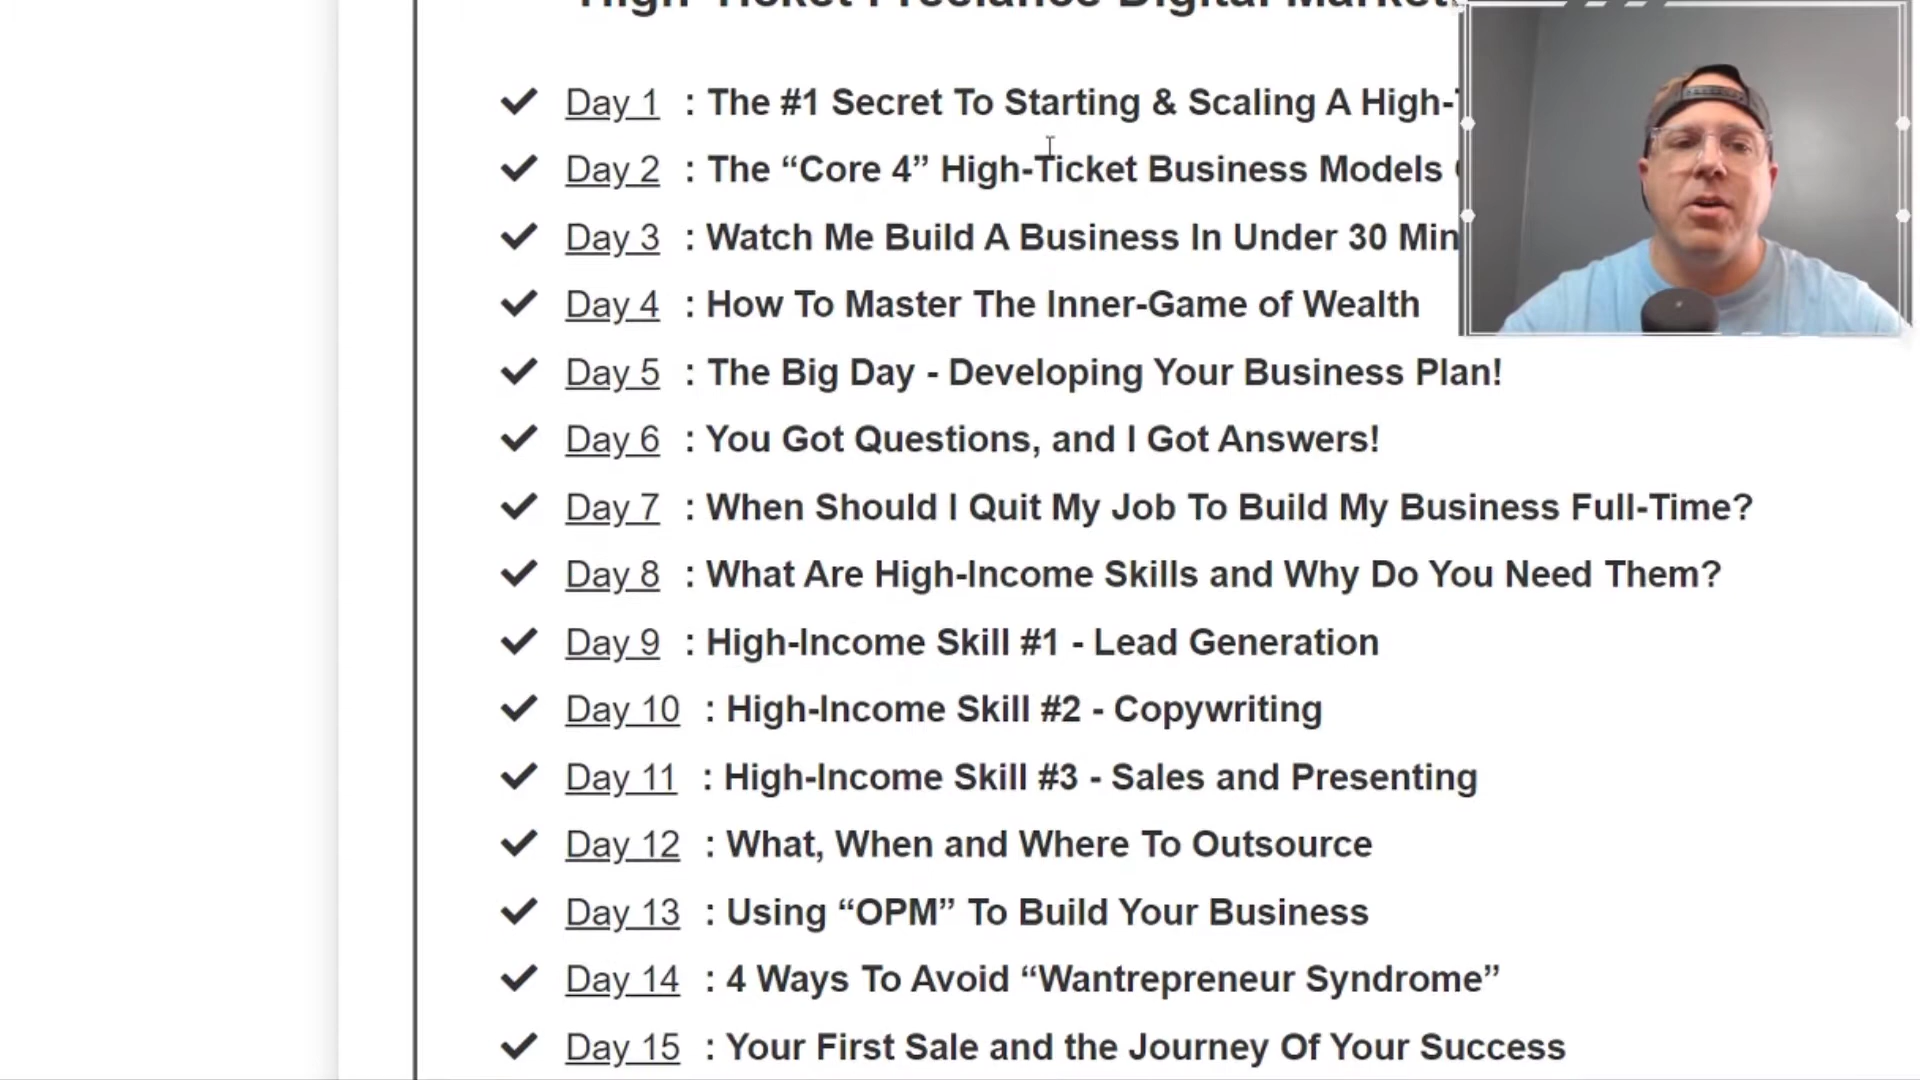 High-Ticket Freelance Digital
Day 1 : The #1 Secret To Starting & Scaling A
Day 2 : The “Core 4” High-Ticket Business Models
Day 3 : Watch Me Build A Business In Under 30 Min
Day 4 : How To Master The Inner-Game of Wealth
Day 5 : The Big Day - Developing Your Business Plan!
Day 6 : You Got Questions, and I Got Answers!
Day 7 : When Should I Quit My Job To Build My Business Full-Time?
Day 8 : What Are High-Income Skills and Why Do You Need Them?
Day 9 : High-Income Skill #1 - Lead Generation
Day 10 : High-Income Skill #2 - Copywriting
Day 11 : High-Income Skill #3 - Sales and Presenting
Day 12 : What, When and Where To Outsource
Day 13 : Using “OPM” To Build Your Business
Day 14 : 4 Ways To Avoid “Wantrepreneur Syndrome”
Day 15 : Your First Sale and the Journey Of Your Success